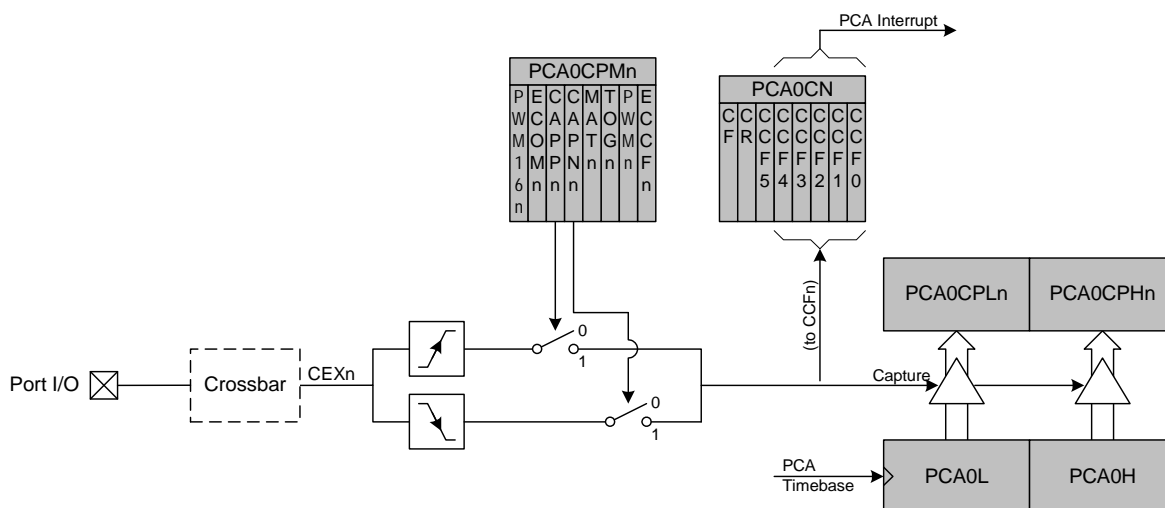 PCA Interrupt
PCA0CPMn
PWM16n
ECOMn
CAPPn
CAPNn
MATn
TOGn
PWMn
ECCFn
PCA0CN
CF
CR
CCF5
CCF4
CCF3
CCF2
CCF1
CCF0
(to CCFn)
PCA0CPLn
PCA0CPHn
0
1
Port I/O
Crossbar
CEXn
Capture
0
1
PCA
Timebase
PCA0L
PCA0H